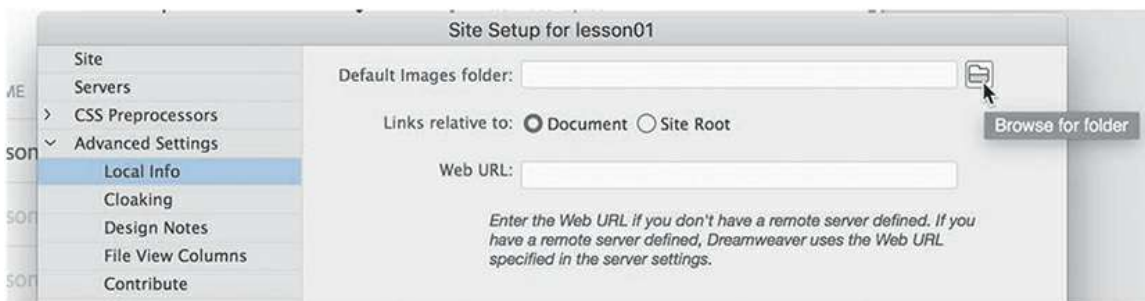 Site Setup for lesson01
Site
Servers
CSS Preprocessors
Advanced Settings
Local Info
Cloaking
Design Notes
File View Columns
Contribute
Default Images folder:
Browse for folder
Links relative to: Document Site Root
Web URL:
Enter the Web URL if you don't have a remote server defined. If you
have a remote server defined, Dreamweaver uses the Web URL
specified in the server settings.